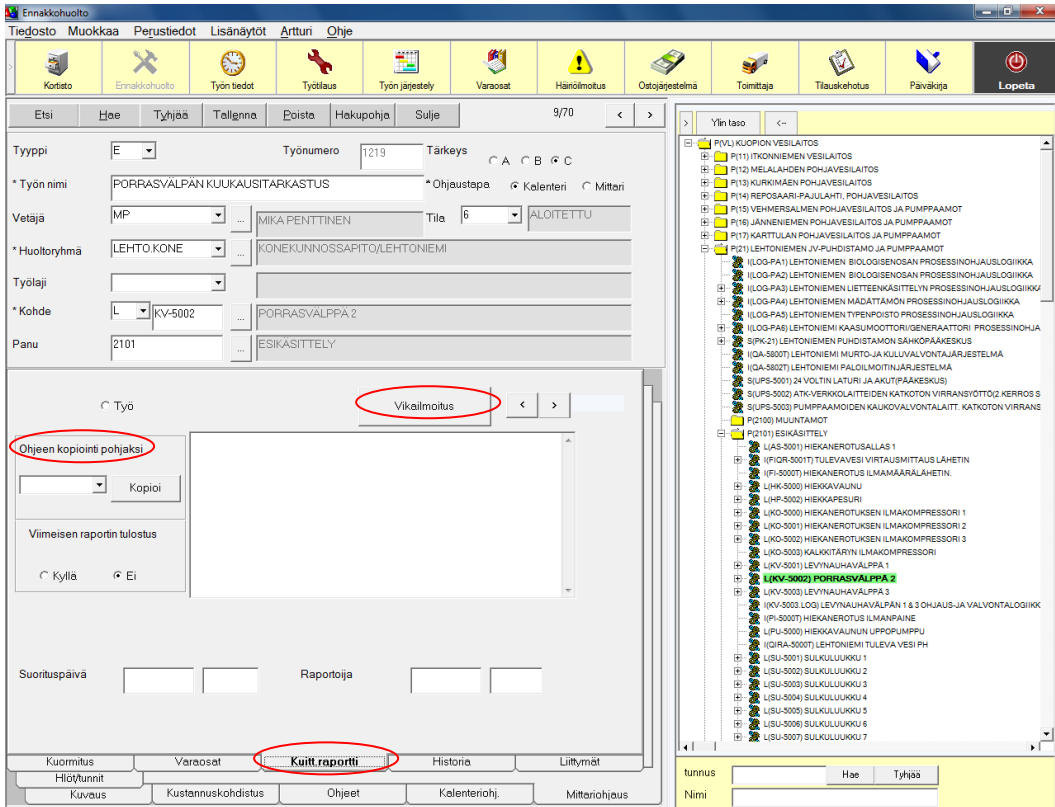 Ennakkohuolto
Tiedosto Muokkaa Perustiedot Lisänäytöt Artturi Ohje
Kortisto Ennakkohuolto Työn tiedot Työtilaus Työn järjestely Varaosat Häiriöilmoitus Ostojärjestelmä Toimittaja Tilauskehotus Päiväkirja Lopeta
Etsi Hae Tyhjää Tallenna Poista Hakupohja Sulje 9/70 < >
Tyyppi E Työnumero 1219 Tärkeys A B C
* Työn nimi PORRASVÄLPÄN KUUKAUSITARKASTUS * Ohjaustapa Kalenteri Mittari
Vetäjä MP ... MIKA PENTTINEN Tila 6 ALOITETTU
* Huoltoryhmä LEHTO.KONE ... KONEKUNNOSSAPITO/LEHTONIEMI
Työlaji
* Kohde L KV-5002 ... PORRASVÄLPPÄ 2
Panu 2101 ... ESIKÄSITTELY
Työ Vikailmoitus < >
Ohjeen kopiointi pohjaksi
Kopioi
Viimeisen raportin tulostus
Kyllä Ei
Suorituspäivä Raportoija
Kuormitus Varaosat Kuitt.raportti Historia Liittymät
Hlöt/tunnit
Kuvaus Kustannuskohdistus Ohjeet Kalenteriohj. Mittariohjaus
> Ylin taso <--
P(VL) KUOPION VESILAITOS
P(11) ITKONNIEMEN VESILAITOS
P(12) MELALAHDEN POHJAVESILAITOS
P(13) KURKIMÄEN POHJAVESILAITOS
P(14) REPOSAARI-PAJULAHTI, POHJAVESILAITOS
P(15) VEHMERSALMEN POHJAVESILAITOS JA PUMPPAAMOT
P(16) JÄNNENIEMEN POHJAVESILAITOS JA PUMPPAAMOT
P(17) KARTTULAN POHJAVESILAITOS JA PUMPPAAMOT
P(21) LEHTONIEMEN JV-PUHDISTAMO JA PUMPPAAMOT
I(LOG-PA1) LEHTONIEMEN BIOLOGISENOSAN PROSESSINOHJAUSLOGIIKKA
I(LOG-PA2) LEHTONIEMEN BIOLOGISENOSAN PROSESSINOHJAUSLOGIIKKA
I(LOG-PA3) LEHTONIEMEN LIETTEENKÄSITTELYN PROSESSINOHJAUSLOGIIKKA
I(LOG-PA4) LEHTONIEMEN MÄDÄTTÄMÖN PROSESSINOHJAUSLOGIIKKA
I(LOG-PA5) LEHTONIEMEN TYPENPOISTO PROSESSINOHJAUSLOGIIKKA
I(LOG-PA6) LEHTONIEMI KAASUMOOTTORI/GENERAATTORI PROSESSINOHJA
S(PK-21) LEHTONIEMEN PUHDISTAMON SÄHKÖPÄÄKESKUS
I(QA-5800T) LEHTONIEMI MURTO-JA KULUVALVONTAJÄRJESTELMÄ
I(QA-5802T) LEHTONIEMI PALOILMOITINJÄRJESTELMÄ
S(UPS-5001) 24 VOLTIN LATURI JA AKUT(PÄÄKESKUS)
S(UPS-5002) ATK-VERKKOLAITTEIDEN KATKOTON VIRRANSYÖTTÖ(2.KERROS S
S(UPS-5003) PUMPPAAMOIDEN KAUKOVALVONTALAITT. KATKOTON VIRRANS
P(2100) MUUNTAMOT
P(2101) ESIKÄSITTELY
L(AS-5001) HIEKANEROTUSALLAS 1
I(FIQR-5001T) TULEVAVESI VIRTAUSMITTAUS LÄHETIN
I(FI-5000T) HIEKANEROTUS ILMAMÄÄRÄLÄHETIN.
L(HK-5000) HIEKKAVAUNU
L(HP-5002) HIEKKAPESURI
L(KO-5000) HIEKANEROTUKSEN ILMAKOMPRESSORI 1
L(KO-5001) HIEKANEROTUKSEN ILMAKOMPRESSORI 2
L(KO-5002) HIEKANEROTUKSEN ILMAKOMPRESSORI 3
L(KO-5003) KALKKITÄRYN ILMAKOMPRESSORI
L(KV-5001) LEVYNAUHAVÄLPPÄ 1
L(KV-5002) PORRASVÄLPPÄ 2
L(KV-5003) LEVYNAUHAVÄLPPÄ 3
I(KV-5003.LOG) LEVYNAUHAVÄLPÄN 1 & 3 OHJAUS-JA VALVONTALOGIIKK
I(PI-5000T) HIEKANEROTUS ILMANPAINE
L(PU-5000) HIEKKAVAUNUN UPPOPUMPPU
I(QIRA-5000T) LEHTONIEMI TULEVA VESI PH
L(SU-5001) SULKULUUKKU 1
L(SU-5002) SULKULUUKKU 2
L(SU-5003) SULKULUUKKU 3
L(SU-5004) SULKULUUKKU 4
L(SU-5005) SULKULUUKKU 5
L(SU-5006) SULKULUUKKU 6
L(SU-5007) SULKULUUKKU 7
tunnus Hae Tyhjää
Nimi